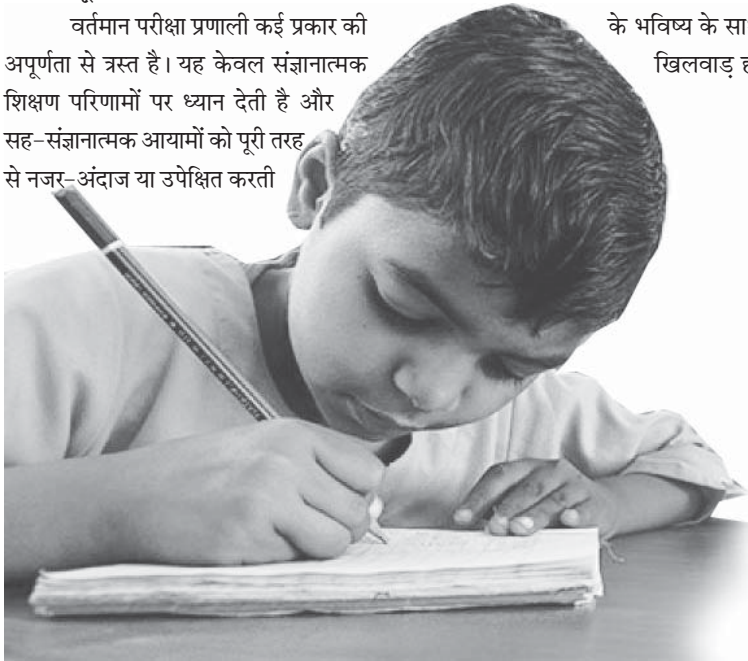 वर्तमान परीक्षा प्रणाली कई प्रकार की
अपूर्णता से त्रस्त है। यह केवल संज्ञानात्मक
शिक्षण परिणामों पर ध्यान देती है और
सह-संज्ञानात्मक आयामों को पूरी तरह
से नजर-अंदाज या उपेक्षित करती
के भविष्य के सा
खिलवाड़